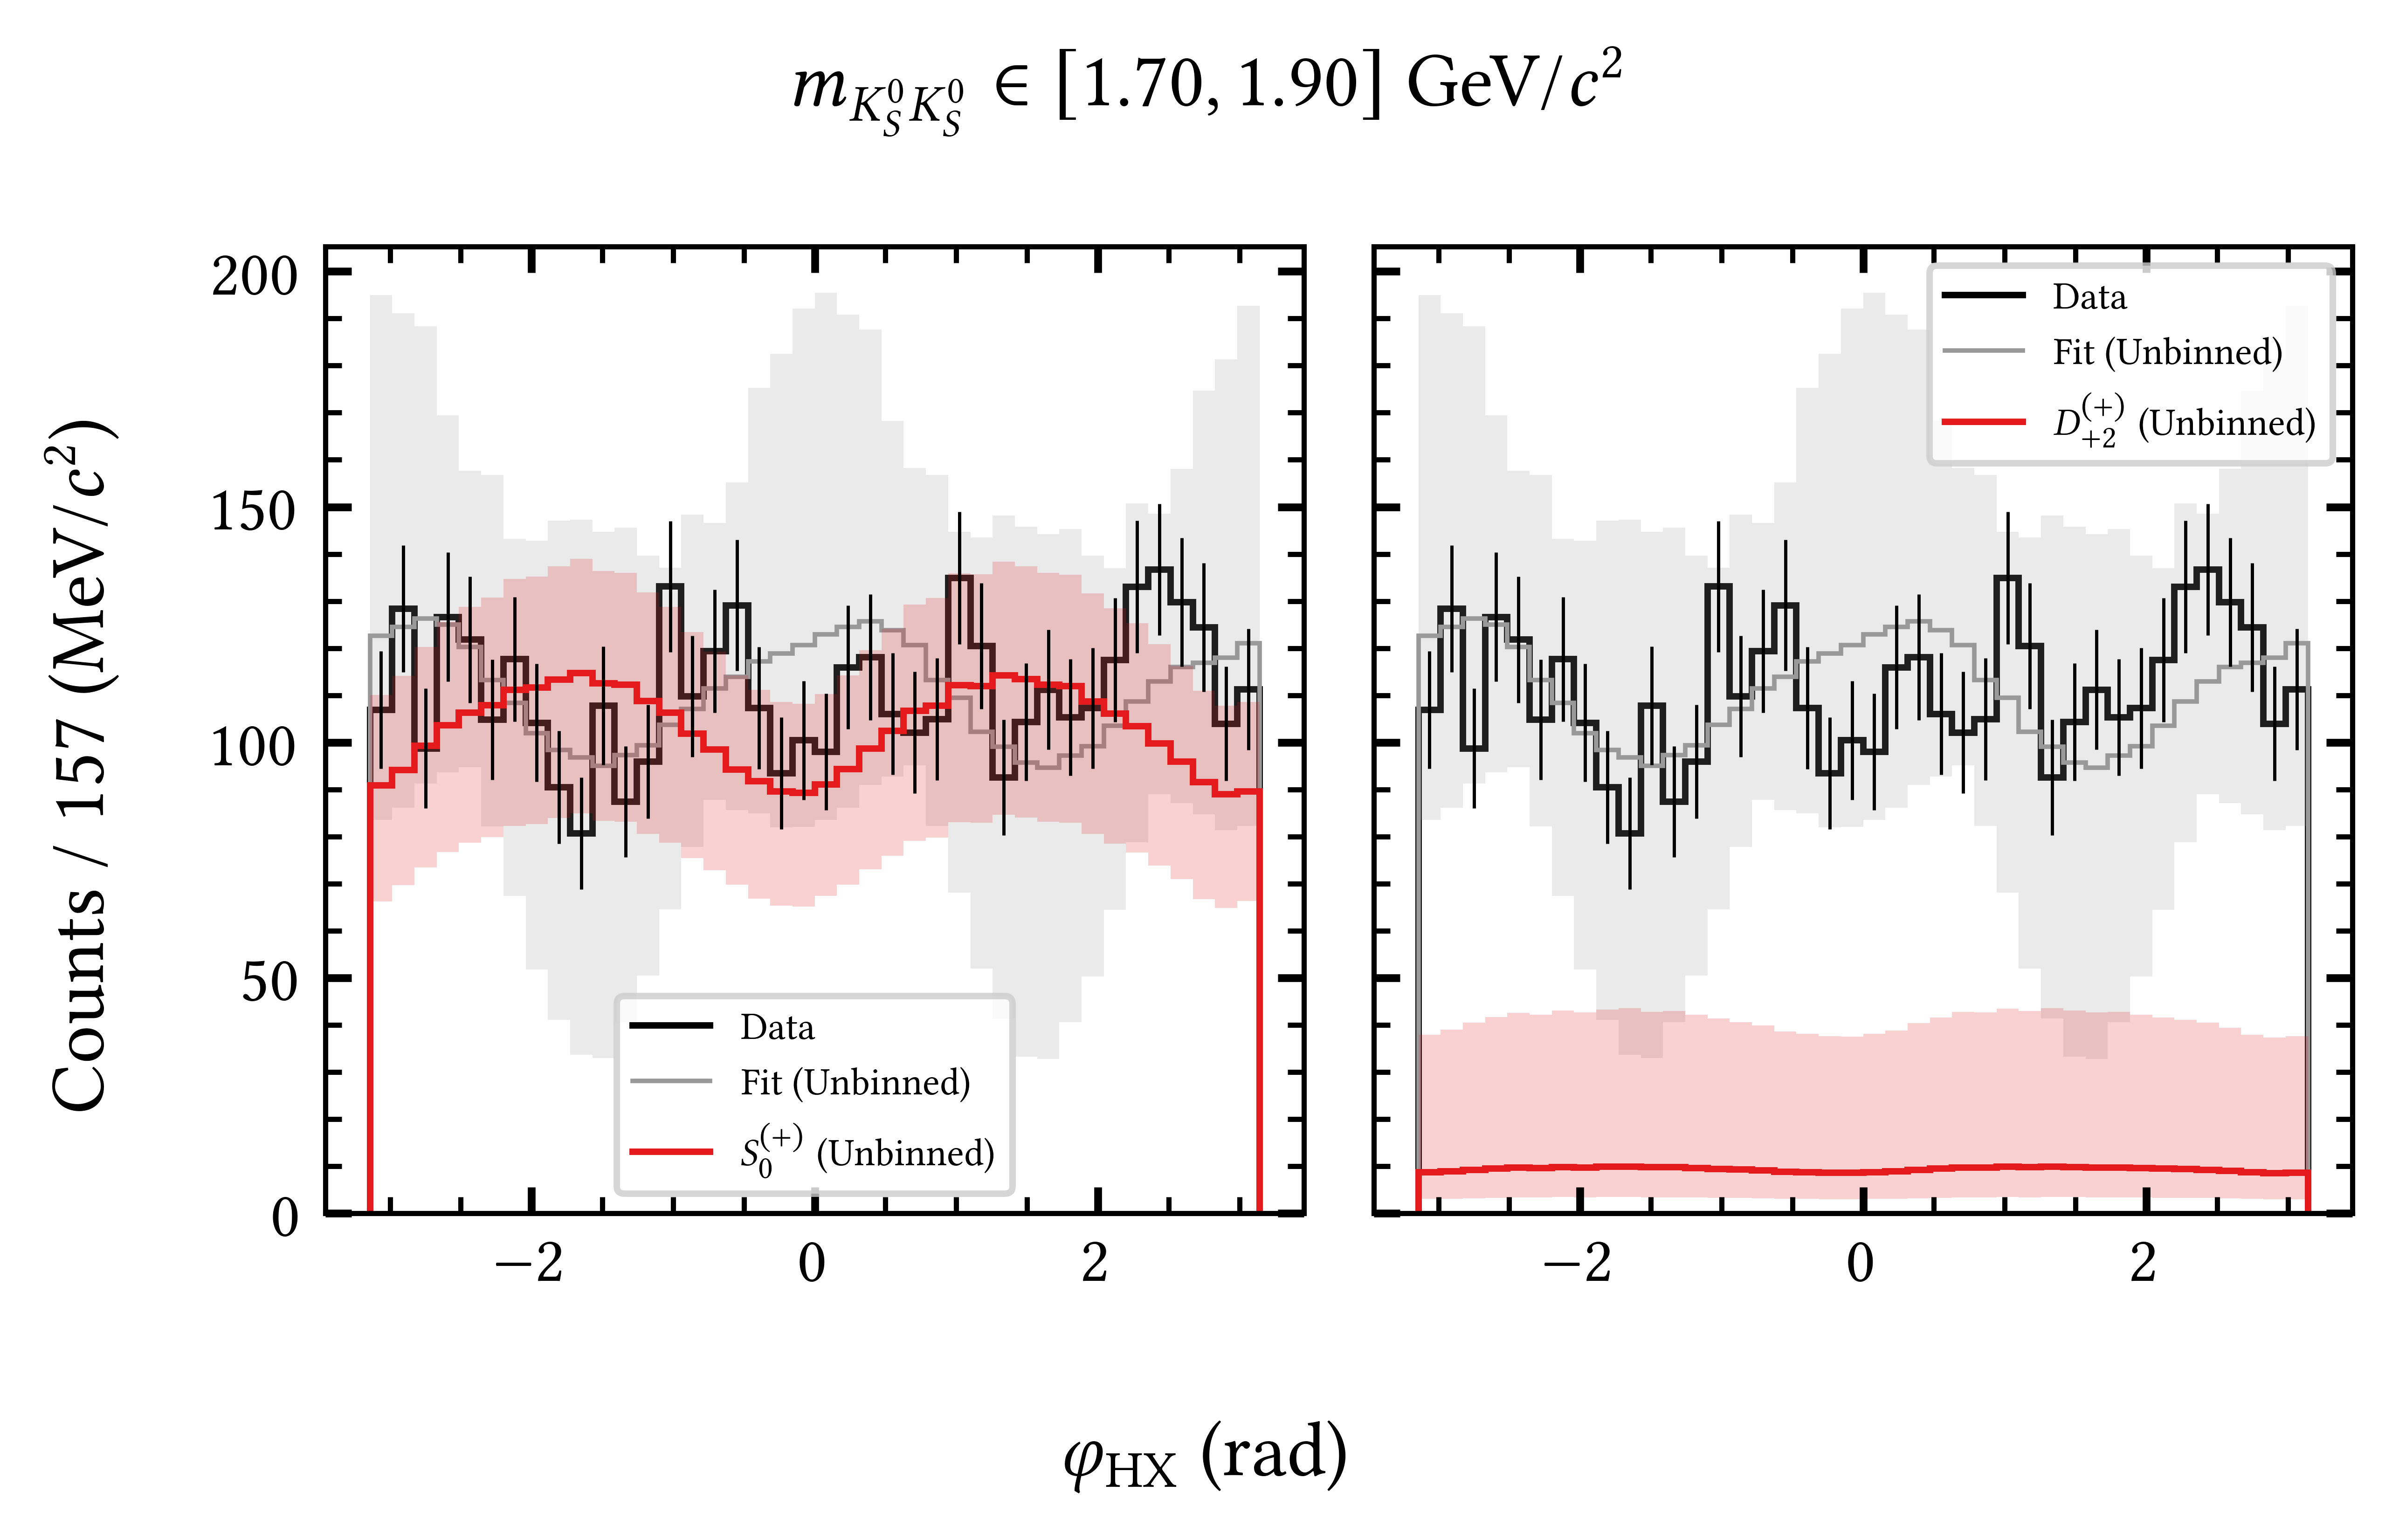 m_{K_S^0 K_S^0} ∈ [1.70, 1.90] GeV/c²
Counts / 157 (MeV/c²)
200
150
100
50
0
Data
Fit (Unbinned)
S_0^{(+)} (Unbinned)
−2
0
2
Data
Fit (Unbinned)
D_{+2}^{(+)} (Unbinned)
−2
0
2
φ_{HX} (rad)